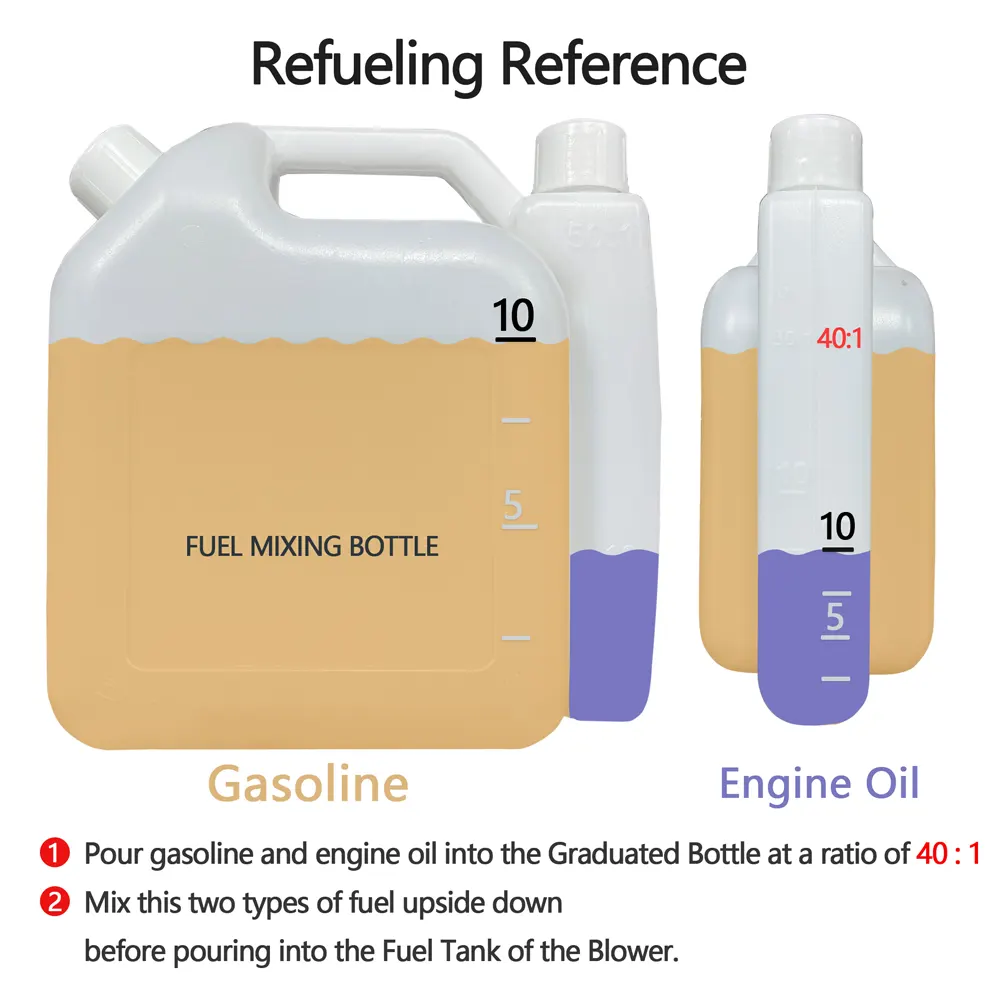 Refueling Reference
50:1
10
40:1
5
FUEL MIXING BOTTLE
10
5
Gasoline
Engine Oil
1 Pour gasoline and engine oil into the Graduated Bottle at a ratio of 40 : 1
2 Mix this two types of fuel upside down
before pouring into the Fuel Tank of the Blower.